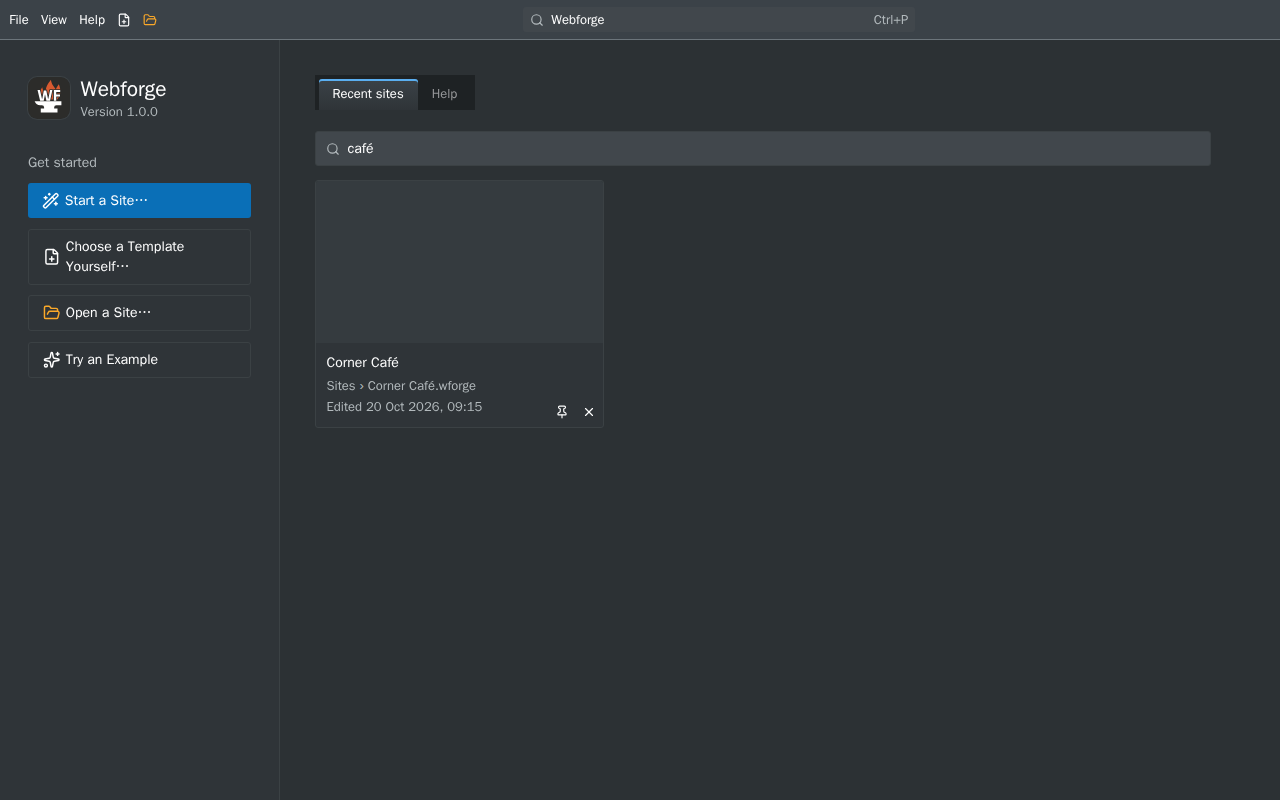 File View Help
Webforge Ctrl+P
WF
Webforge
Version 1.0.0
Get started
Start a Site…
Choose a Template
Yourself…
Open a Site…
Try an Example
Recent sites Help
café
Corner Café
Sites › Corner Café.wforge
Edited 20 Oct 2026, 09:15